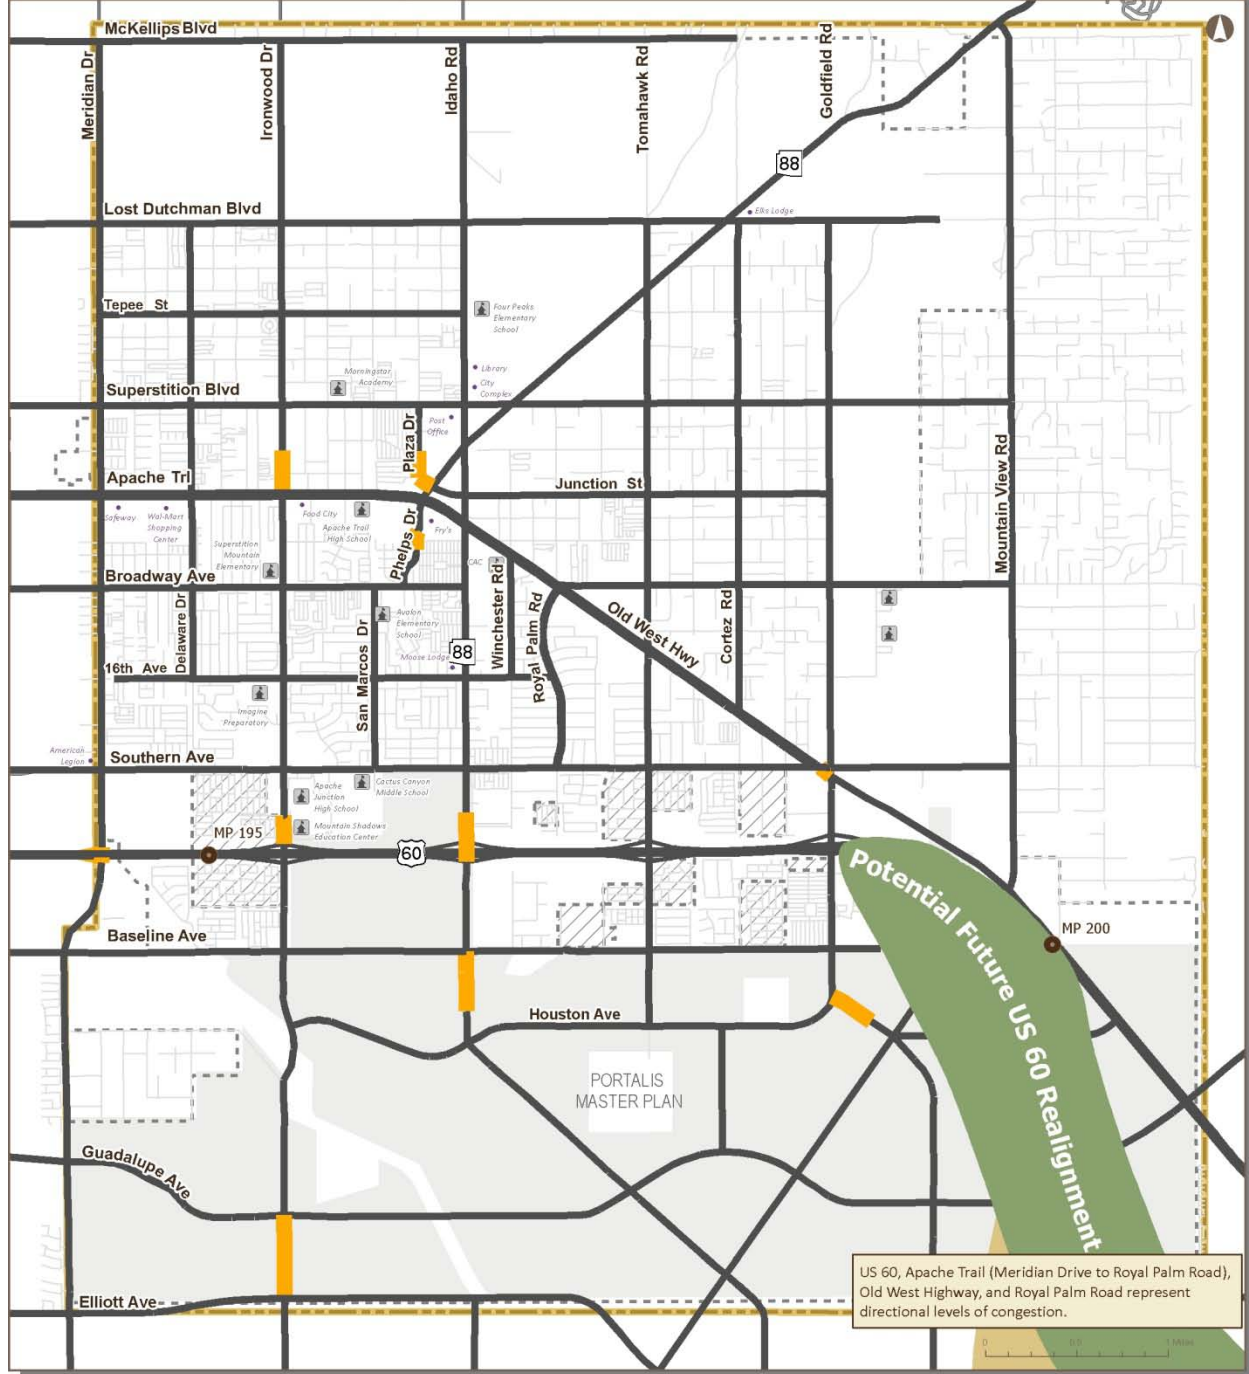 McKellips Blvd
Meridian Dr
Ironwood Dr
Idaho Rd
Tomahawk Rd
Goldfield Rd
88
Lost Dutchman Blvd
Elks Lodge
Tepee St
Four Peaks
Elementary
School
Morningstar
Academy
Library
City
Complex
Superstition Blvd
Plaza Dr
Post
Office
Mountain View Rd
Apache Trl
Junction St
Safeway
Wal-Mart
Shopping
Center
Food City
Apache Trail
High School
Phelps Dr
Fry's
Superstition
Mountain
Elementary
CAC
Broadway Ave
Delaware Dr
San Marcos Dr
Avalon
Elementary
School
Winchester Rd
Royal Palm Rd
Old West Hwy
Cortez Rd
Moose Lodge
88
16th Ave
Imagine
Preparatory
American
Legion
Southern Ave
Apache
Junction
High School
Cactus Canyon
Middle School
Mountain Shadows
Education Center
MP 195
60
Potential Future US 60 Realignment
MP 200
Baseline Ave
Houston Ave
PORTALIS
MASTER PLAN
Guadalupe Ave
Elliott Ave
US 60, Apache Trail (Meridian Drive to Royal Palm Road),
Old West Highway, and Royal Palm Road represent
directional levels of congestion.
0 0.5 1 Miles